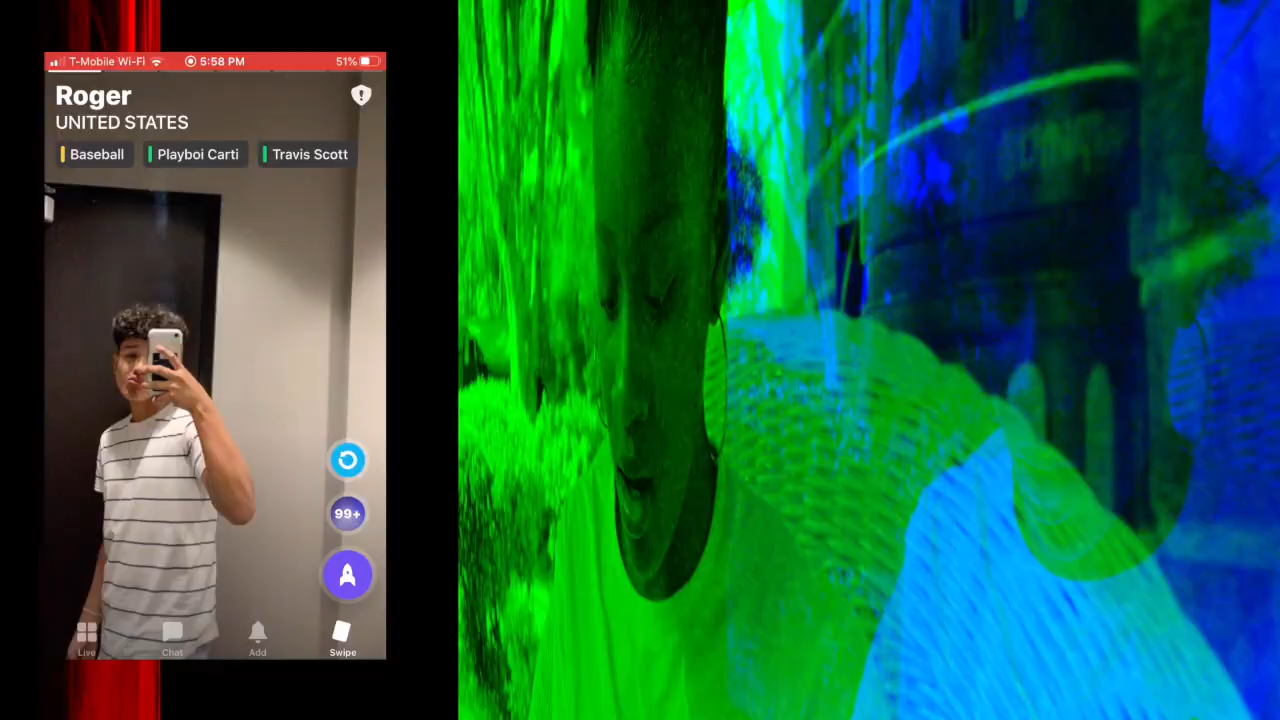 T-Mobile Wi-Fi 5:58 PM 51%
Roger
UNITED STATES
Baseball Playboi Carti Travis Scott
99+
Live Chat Add Swipe